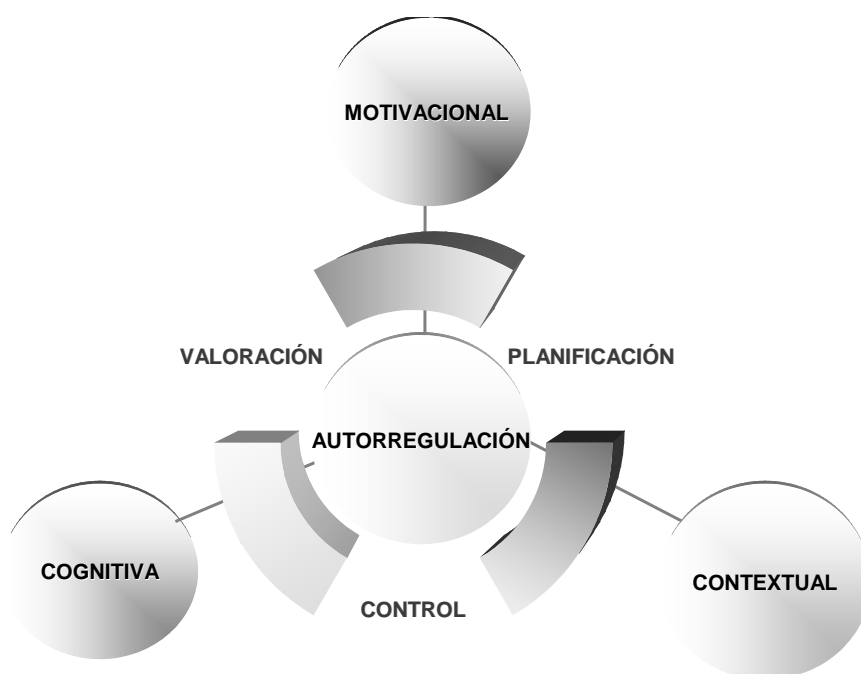 MOTIVACIONAL
VALORACIÓN
PLANIFICACIÓN
AUTORREGULACIÓN
COGNITIVA
CONTEXTUAL
CONTROL